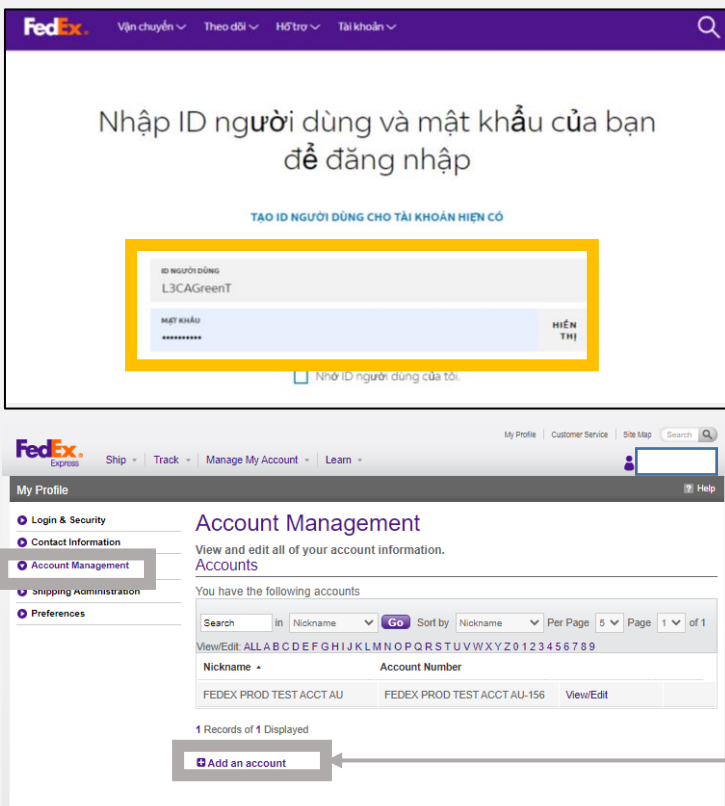 FedEx. Vận chuyển Theo dõi Hỗ trợ Tài khoản
Nhập ID người dùng và mật khẩu của bạn
để đăng nhập
TẠO ID NGƯỜI DÙNG CHO TÀI KHOẢN HIỆN CÓ
ID NGƯỜI DÙNG
L3CAGreenT
MẬT KHẨU
••••••••••
HIỂN
THỊ
Nhớ ID người dùng của tôi.
My Profile Customer Service Site Map Search
FedEx. Express Ship Track Manage My Account Learn
My Profile Help
Login & Security
Contact Information
Account Management
Shipping Administration
Preferences
Account Management
View and edit all of your account information.
Accounts
You have the following accounts
Search in Nickname Go Sort by Nickname Per Page 5 Page 1 of 1
View/Edit: ALL A B C D E F G H I J K L M N O P Q R S T U V W X Y Z 0 1 2 3 4 5 6 7 8 9
Nickname Account Number
FEDEX PROD TEST ACCT AU FEDEX PROD TEST ACCT AU-156 View/Edit
1 Records of 1 Displayed
Add an account